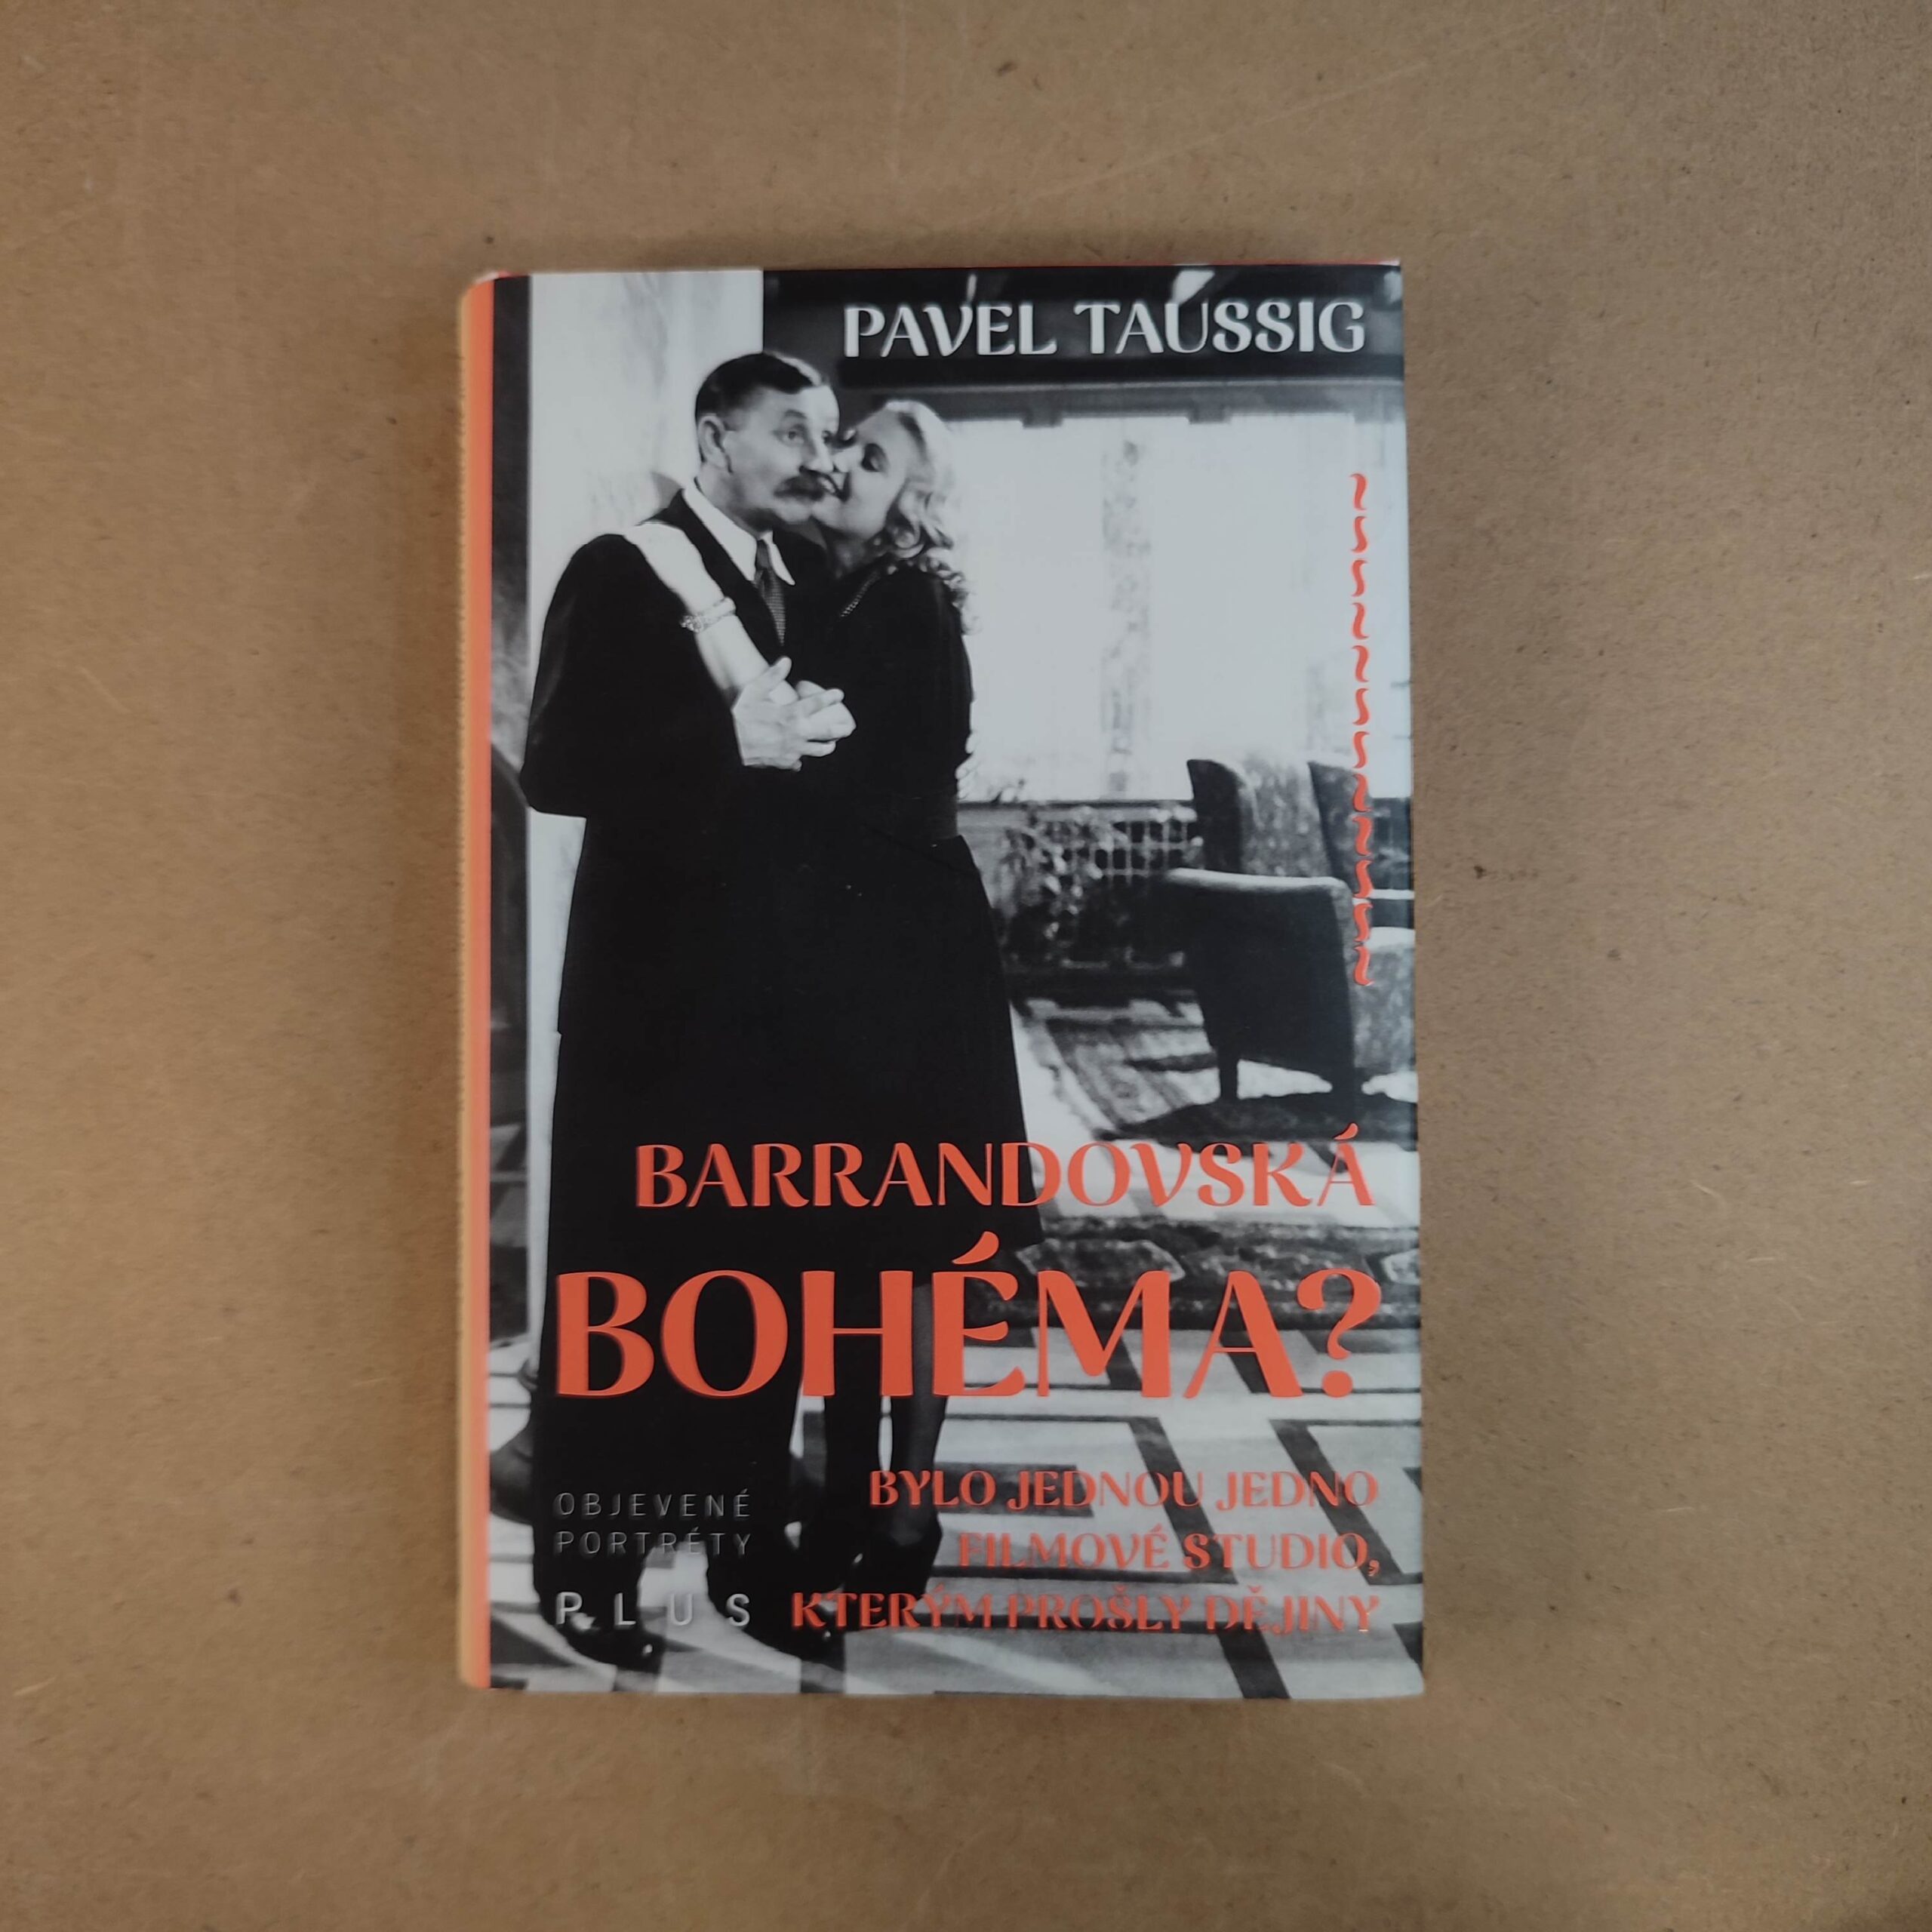 PAVEL TAUSSIG
BARRANDOVSKÁ
BOHÉMA?
BYLO JEDNOU JEDNO
FILMOVÉ STUDIO,
KTERÝM PROŠLY DĚJINY
OBJEVENÉ
PORTRÉTY
PLUS